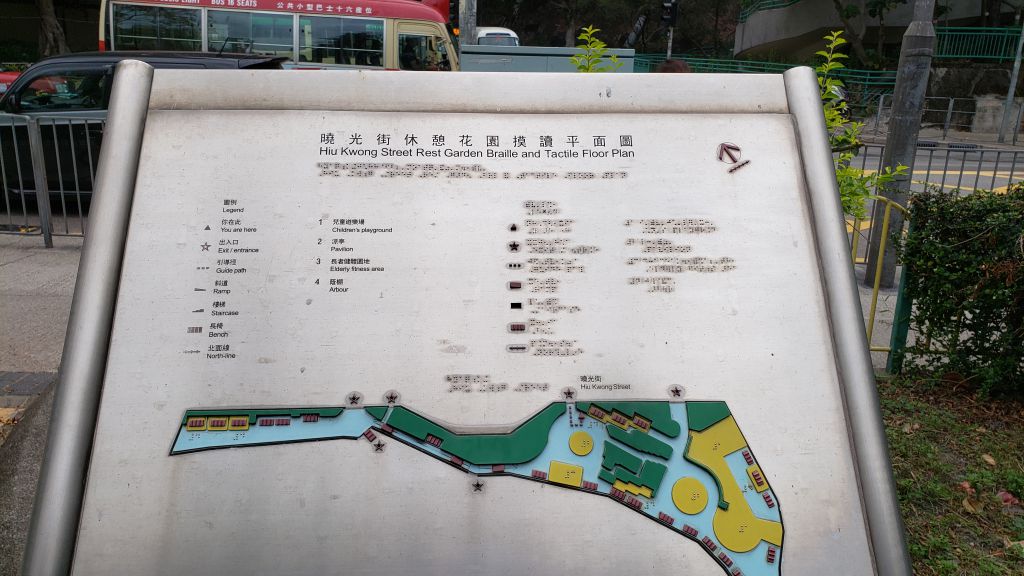 BUS 16 SEATS
公共小型巴士十六座位
曉光街休憩花園摸讀平面圖
Hiu Kwong Street Rest Garden Braille and Tactile Floor Plan
圖例
Legend
你在此
You are here
出入口
Exit / entrance
引導徑
Guide path
斜道
Ramp
樓梯
Staircase
長椅
Bench
北面線
North-line
1 兒童遊樂場
Children's playground
2 涼亭
Pavilion
3 長者健體園地
Elderly fitness area
4 蔭棚
Arbour
曉光街
Hiu Kwong Street